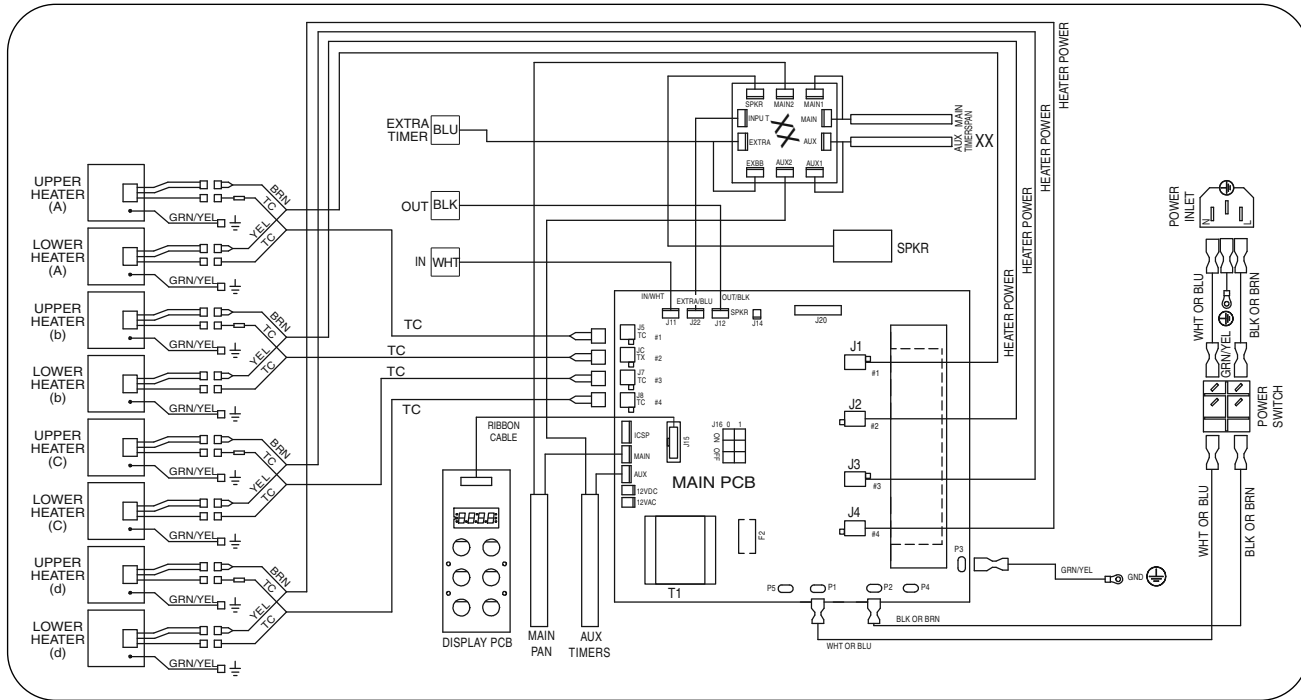 UPPER
HEATER
(A)
BRN
TC
GRN/YEL
LOWER
HEATER
(A)
YEL
TC
GRN/YEL
UPPER
HEATER
(b)
BRN
TC
GRN/YEL
LOWER
HEATER
(b)
YEL
TC
GRN/YEL
UPPER
HEATER
(C)
BRN
TC
GRN/YEL
LOWER
HEATER
(C)
YEL
TC
GRN/YEL
UPPER
HEATER
(d)
BRN
TC
GRN/YEL
LOWER
HEATER
(d)
YEL
TC
GRN/YEL
EXTRA
TIMER
BLU
OUT
BLK
IN
WHT
TC
TC
TC
TC
SPKR
MAIN2
MAIN1
INPUT
MAIN
EXTRA
AUX
EXBB
AUX2
AUX1
MAIN
PAN
AUX
TIMERS
XX
SPKR
HEATER POWER
HEATER POWER
HEATER POWER
HEATER POWER
IN/WHT
EXTRA/BLU
OUT/BLK
SPKR
J11
J22
J12
J14
J20
J5
TC
#1
JC
TX
#2
J7
TC
#3
J8
TC
#4
J1
#1
J2
#2
J3
#3
J4
#4
ICSP
MAIN
AUX
12VDC
12VAC
J15
J16
0
1
ON
OFF
MAIN PCB
T1
F2
P5
P1
P2
P4
P3
RIBBON
CABLE
DISPLAY PCB
MAIN
PAN
AUX
TIMERS
GRN/YEL
GND
BLK OR BRN
WHT OR BLU
POWER
INLET
N
L
WHT OR BLU
GRN/YEL
BLK OR BRN
POWER
SWITCH
WHT OR BLU
BLK OR BRN